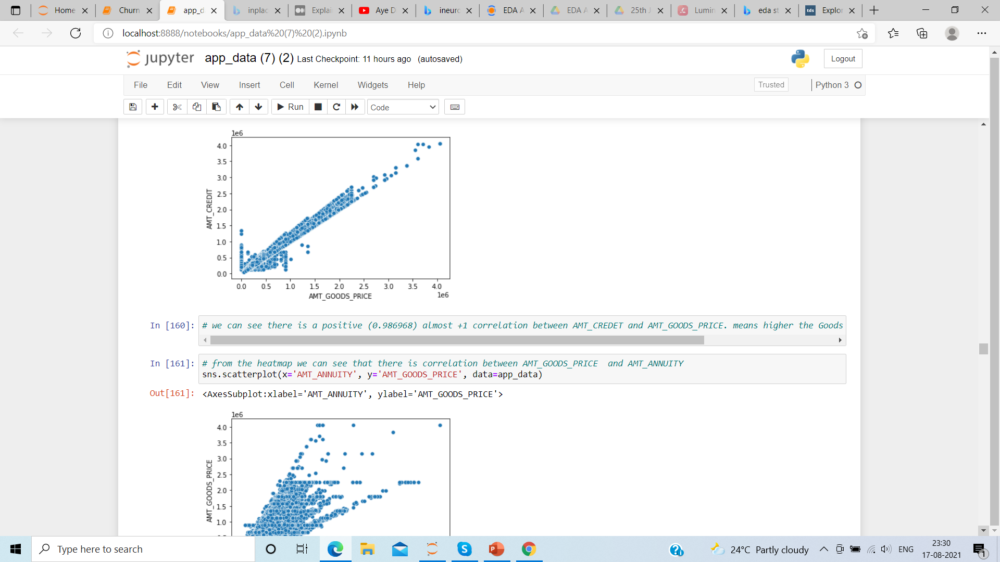 Home
Churn
app_d
inplac
Explai
Aye D
ineuro
EDA A
EDA A
25th J
Lumin
eda st
tds Explor
localhost:8888/notebooks/app_data%20(7)%20(2).ipynb
jupyter app_data (7) (2) Last Checkpoint: 11 hours ago (autosaved)
Logout
File Edit View Insert Cell Kernel Widgets Help
Trusted
Python 3
Run
Code
1e6
4.0
3.5
3.0
2.5
2.0
1.5
1.0
0.5
0.0
AMT_CREDIT
0.0 0.5 1.0 1.5 2.0 2.5 3.0 3.5 4.0
AMT_GOODS_PRICE
1e6
In [160]: # we can see there is a positive (0.986968) almost +1 correlation between AMT_CREDET and AMT_GOODS_PRICE. means higher the Goods
In [161]: # from the heatmap we can see that there is correlation between AMT_GOODS_PRICE  and AMT_ANNUITY
sns.scatterplot(x='AMT_ANNUITY', y='AMT_GOODS_PRICE', data=app_data)
Out[161]: <AxesSubplot:xlabel='AMT_ANNUITY', ylabel='AMT_GOODS_PRICE'>
1e6
4.0
3.5
3.0
2.5
2.0
1.5
1.0
AMT_GOODS_PRICE
Type here to search
24°C Partly cloudy
ENG
23:30
17-08-2021
1